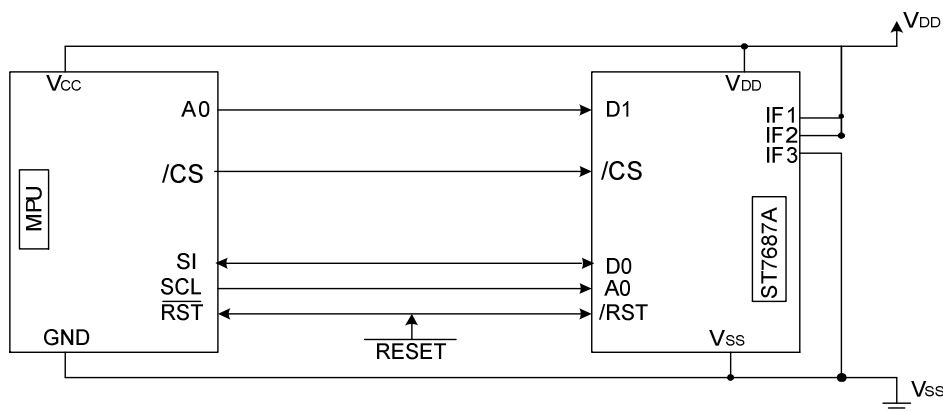 VDD
VCC
VDD
A0
D1
IF1
IF2
IF3
/CS
/CS
MPU
ST7687A
SI
D0
SCL
A0
RST
/RST
GND
RESET
VSS
VSS